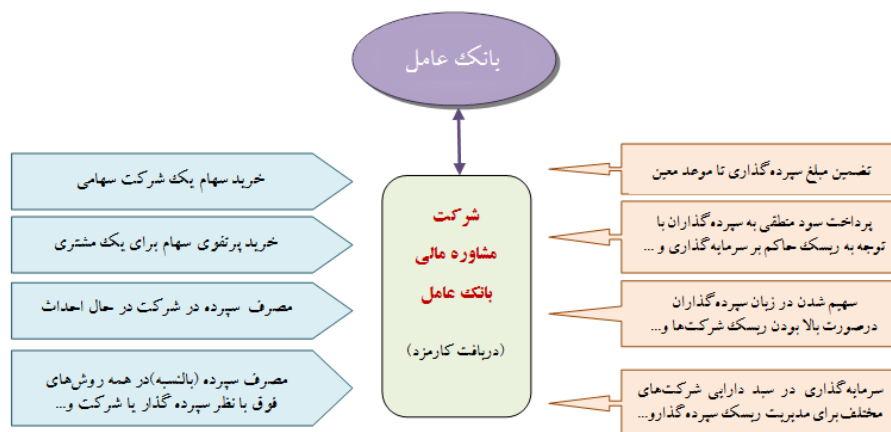 بانک عامل
تضمین مبلغ سپرده‌گذاری تا موعد معین
پرداخت سود منطقی به سپرده‌گذاران با
توجه به ریسک حاکم بر سرمایه‌گذاری و ...
سهیم شدن در زیان سپرده‌گذاران
درصورت بالا بودن ریسک شرکت‌ها و...
سرمایه‌گذاری در سبد دارایی شرکت‌های
مختلف برای مدیریت ریسک سپرده‌گذارو...
شرکت
مشاوره مالی
بانک عامل
(دریافت کارمزد)
خرید سهام یک شرکت سهامی
خرید پرتفوی سهام برای یک مشتری
مصرف سپرده در شرکت در حال احداث
مصرف سپرده (بالنسبه)در همه روش‌های
فوق با نظر سپرده گذار یا شرکت و...